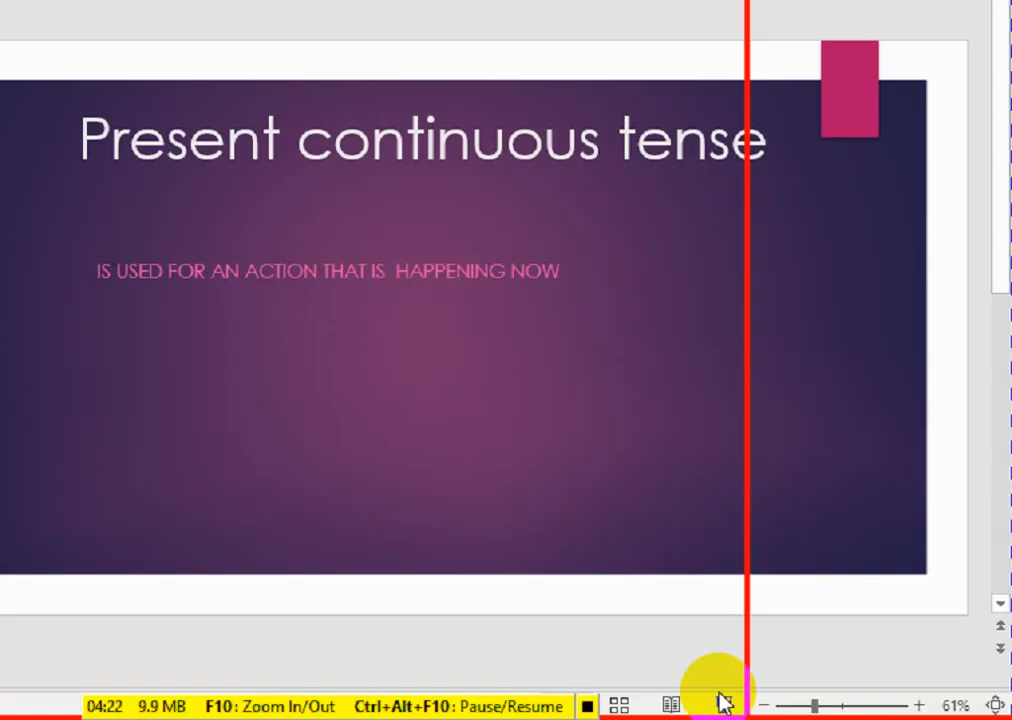 Present continuous tense
IS USED FOR AN ACTION THAT IS HAPPENING NOW
04:22 9.9 MB F10: Zoom In/Out Ctrl+Alt+F10: Pause/Resume
61%